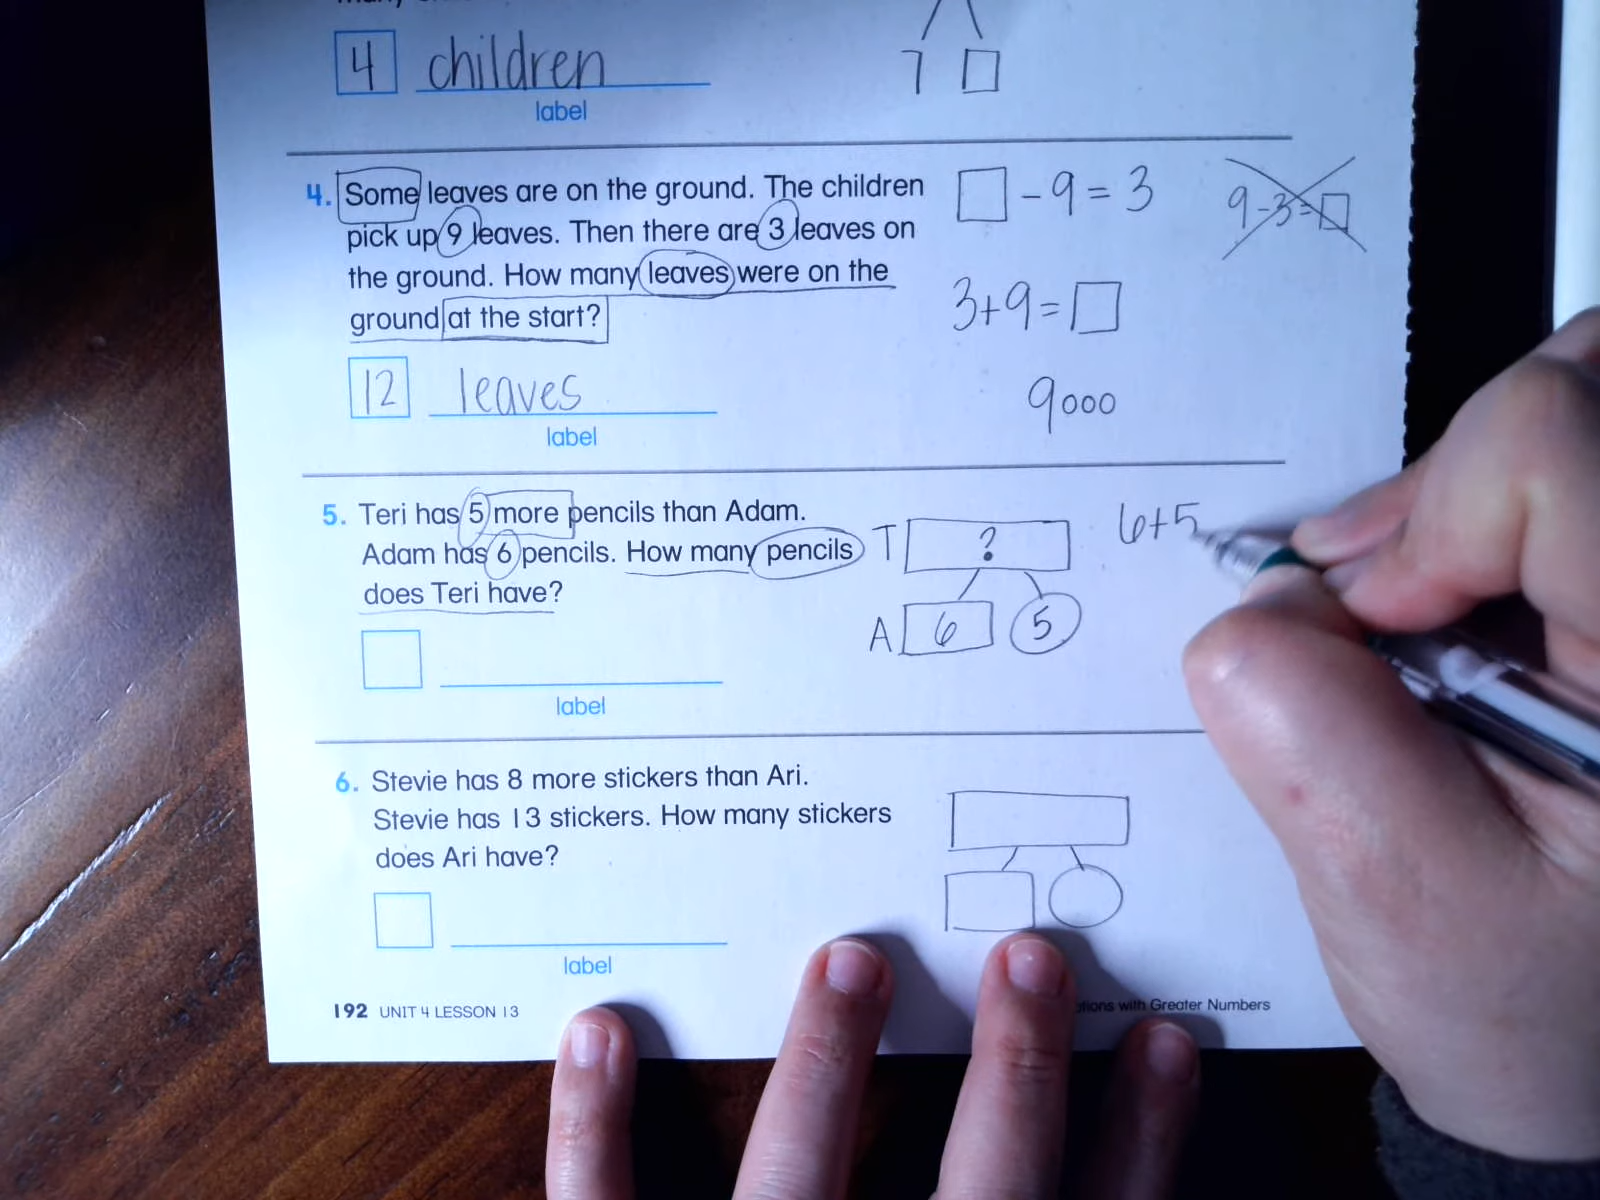 4 children
label
7
4. Some leaves are on the ground. The children
pick up 9 leaves. Then there are 3 leaves on
the ground. How many leaves were on the
ground at the start?
- 9 = 3
9 - 3 =
3 + 9 =
9000
12 leaves
label
5. Teri has 5 more pencils than Adam.
Adam has 6 pencils. How many pencils
does Teri have?
T ?
A 6 5
6 + 5
label
6. Stevie has 8 more stickers than Ari.
Stevie has 13 stickers. How many stickers
does Ari have?
label
192 UNIT 4 LESSON 13
with Greater Numbers